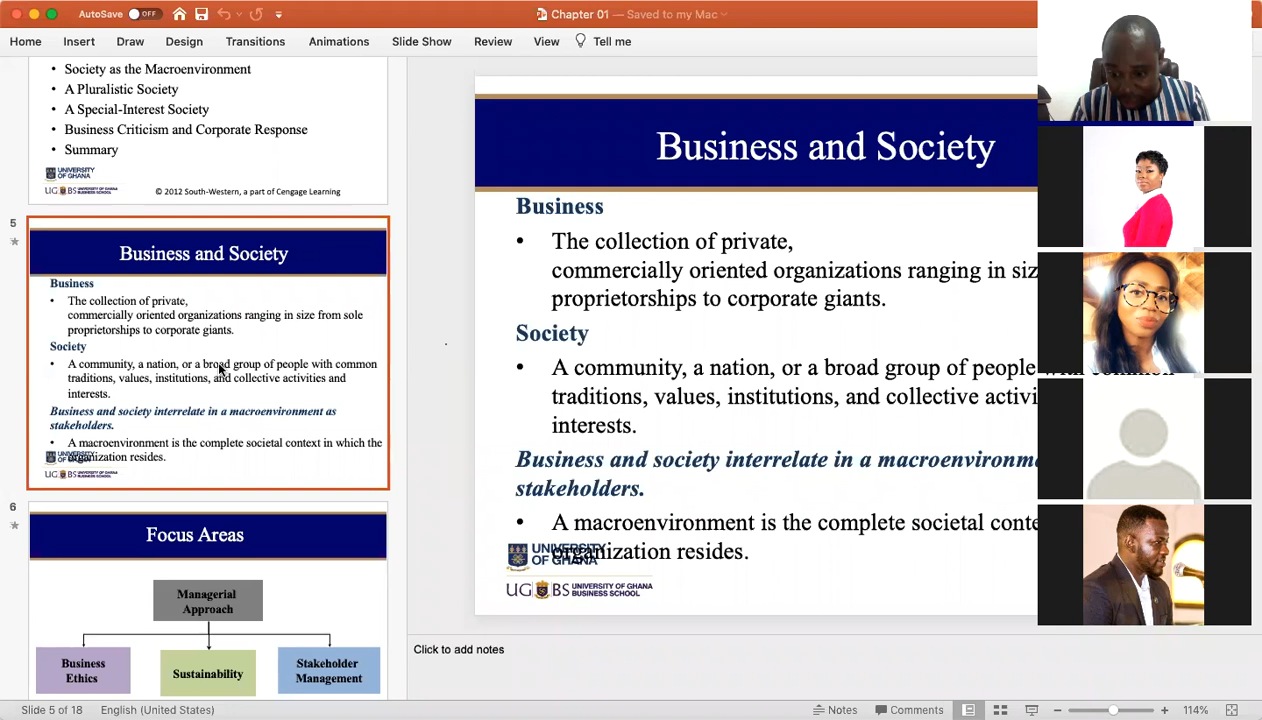 AutoSave OFF
Chapter 01 — Saved to my Mac
Home Insert Draw Design Transitions Animations Slide Show Review View Tell me
• Society as the Macroenvironment
• A Pluralistic Society
• A Special-Interest Society
• Business Criticism and Corporate Response
• Summary
UNIVERSITY OF GHANA
UGBS UNIVERSITY OF GHANA BUSINESS SCHOOL
© 2012 South-Western, a part of Cengage Learning
5
Business and Society
Business
• The collection of private,
commercially oriented organizations ranging in size from sole
proprietorships to corporate giants.
Society
• A community, a nation, or a broad group of people with common
traditions, values, institutions, and collective activities and
interests.
Business and society interrelate in a macroenvironment as
stakeholders.
• A macroenvironment is the complete societal context in which the
organization resides.
UGBS UNIVERSITY OF GHANA BUSINESS SCHOOL
6
Focus Areas
Managerial
Approach
Business
Ethics
Sustainability
Stakeholder
Management
Business and Society
Business
• The collection of private,
commercially oriented organizations ranging in siz
proprietorships to corporate giants.
Society
• A community, a nation, or a broad group of people with common
traditions, values, institutions, and collective activi
interests.
Business and society interrelate in a macroenvironme
stakeholders.
• A macroenvironment is the complete societal conte
organization resides.
UNIVERSITY
OF GHANA
UGBS UNIVERSITY OF GHANA
BUSINESS SCHOOL
Click to add notes
Slide 5 of 18 English (United States) Notes Comments 114%